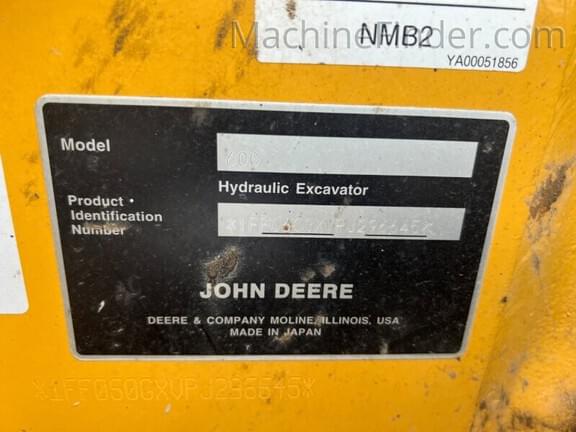 MachineFinder.com
NMB2
YA00051856
Model
Hydraulic Excavator
Product •
Identification
Number
JOHN DEERE
DEERE & COMPANY MOLINE, ILLINOIS, USA
MADE IN JAPAN